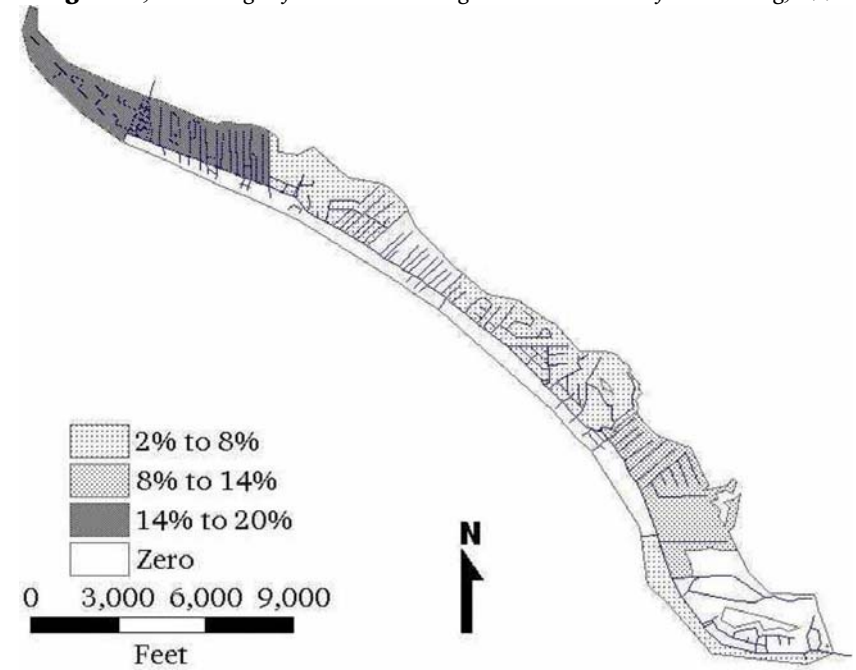 2% to 8%
8% to 14%
14% to 20%
Zero
N
0 3,000 6,000 9,000
Feet